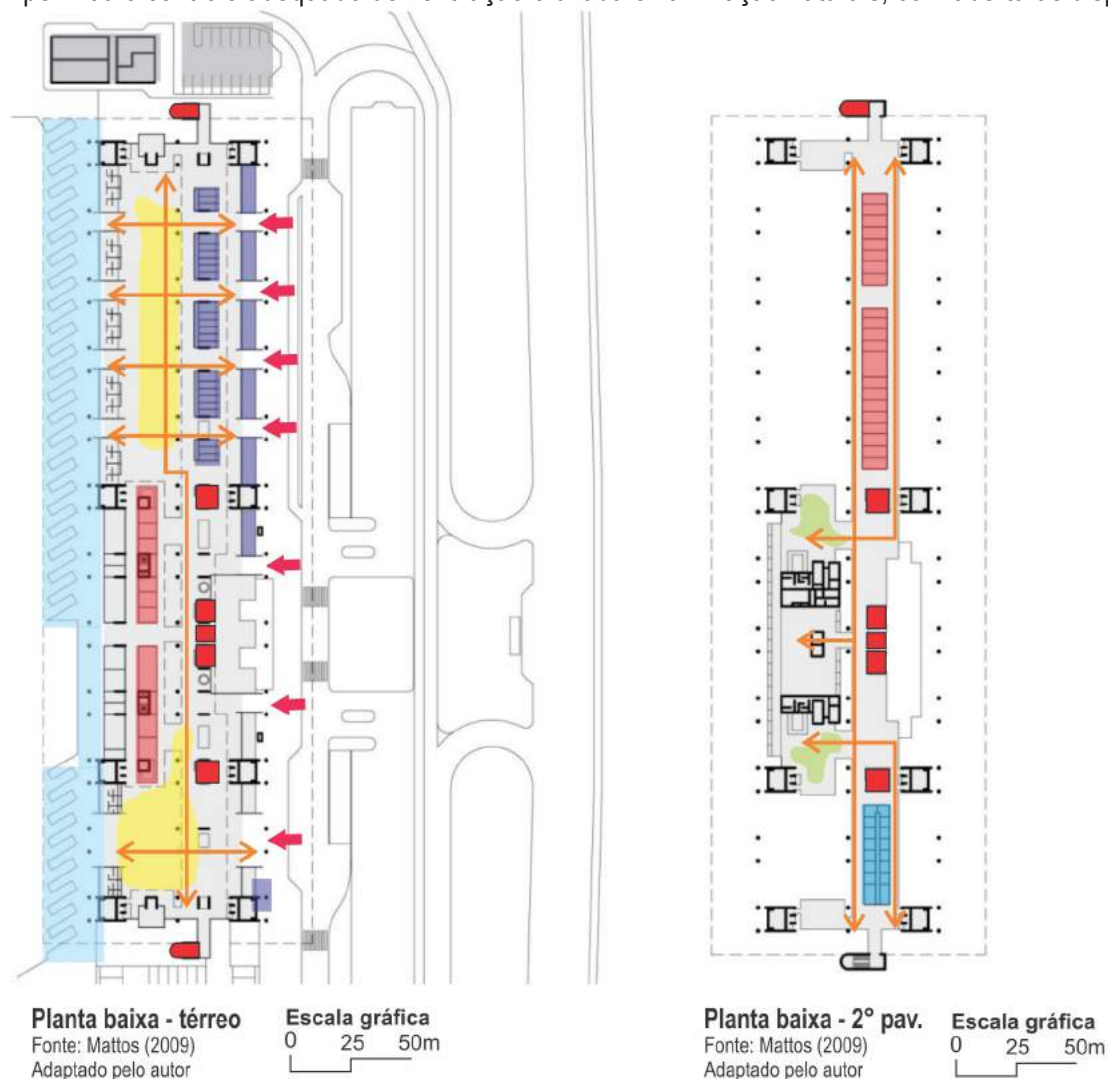 Planta baixa - térreo
Fonte: Mattos (2009)
Adaptado pelo autor
Escala gráfica
0 25 50m
Planta baixa - 2° pav.
Fonte: Mattos (2009)
Adaptado pelo autor
Escala gráfica
0 25 50m